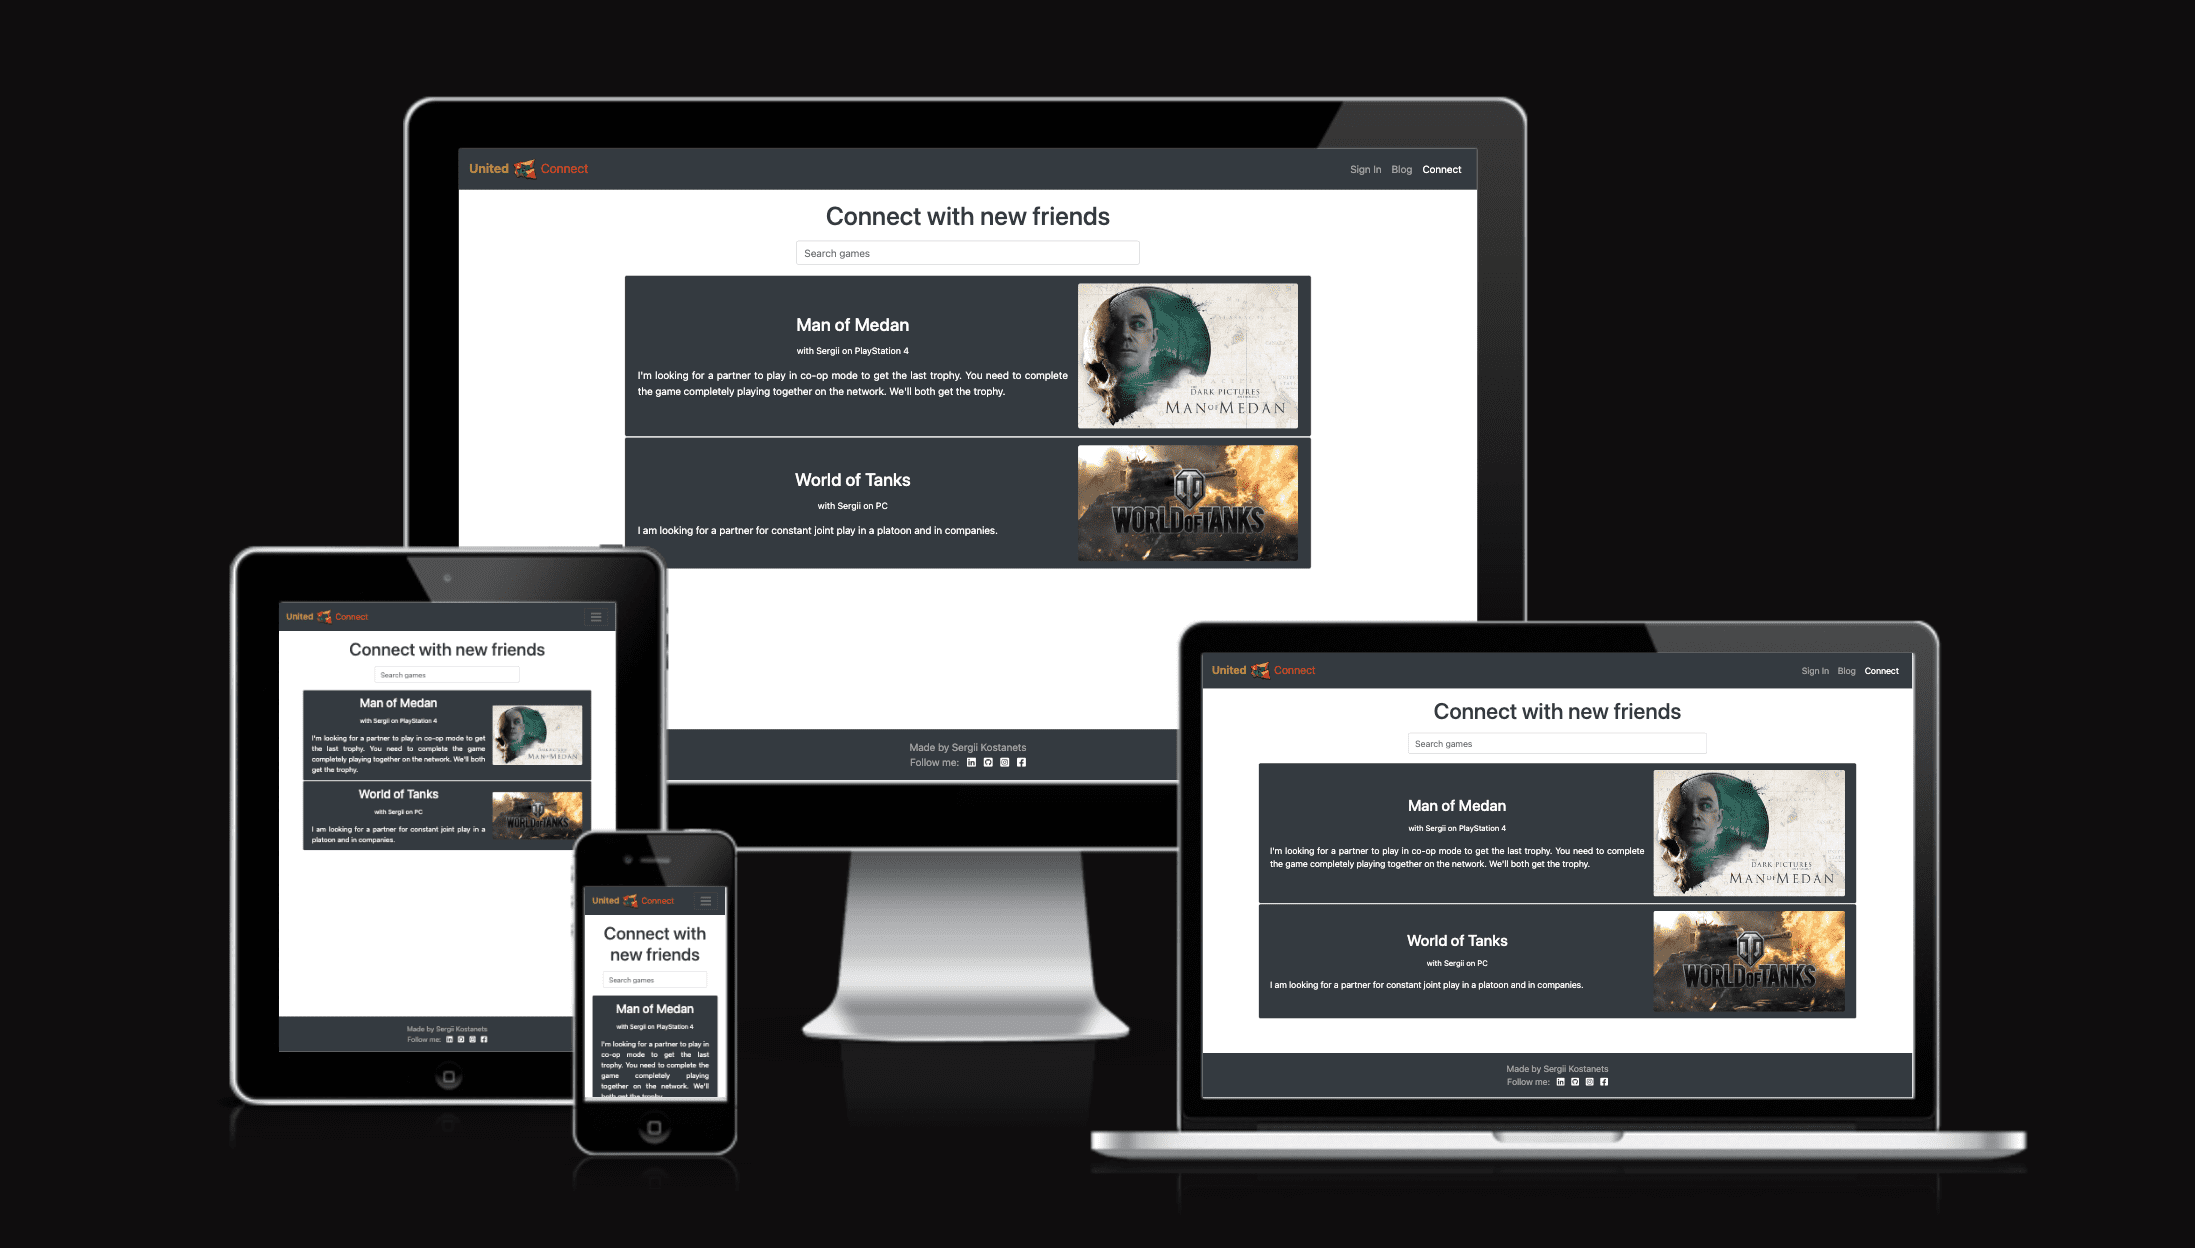 United Connect
Sign In Blog Connect
Connect with new friends
Search games
Man of Medan
with Sergii on PlayStation 4
I'm looking for a partner to play in co-op mode to get the last trophy. You need to complete
the game completely playing together on the network. We'll both get the trophy.
DARK PICTURES
MAN OF MEDAN
World of Tanks
with Sergii on PC
I am looking for a partner for constant joint play in a platoon and in companies.
WORLD OF TANKS
Made by Sergii Kostanets
Follow me:
United Connect
Connect with new friends
Search games
Man of Medan
with Sergii on PlayStation 4
I'm looking for a partner to play in co-op mode to get
the last trophy. You need to complete the game
completely playing together on the network. We'll both
get the trophy.
MAN OF MEDAN
World of Tanks
with Sergii on PC
I am looking for a partner for constant joint play in a
platoon and in companies.
WORLD OF TANKS
Made by Sergii Kostanets
Follow me:
United Connect
Connect with
new friends
Search games
Man of Medan
with Sergii on PlayStation 4
I'm looking for a partner to play in
co-op mode to get the last
trophy. You need to complete the
game completely playing
together on the network. We'll
both get the trophy.
United Connect
Sign In Blog Connect
Connect with new friends
Search games
Man of Medan
with Sergii on PlayStation 4
I'm looking for a partner to play in co-op mode to get the last trophy. You need to complete
the game completely playing together on the network. We'll both get the trophy.
DARK PICTURES
MAN OF MEDAN
World of Tanks
with Sergii on PC
I am looking for a partner for constant joint play in a platoon and in companies.
WORLD OF TANKS
Made by Sergii Kostanets
Follow me: